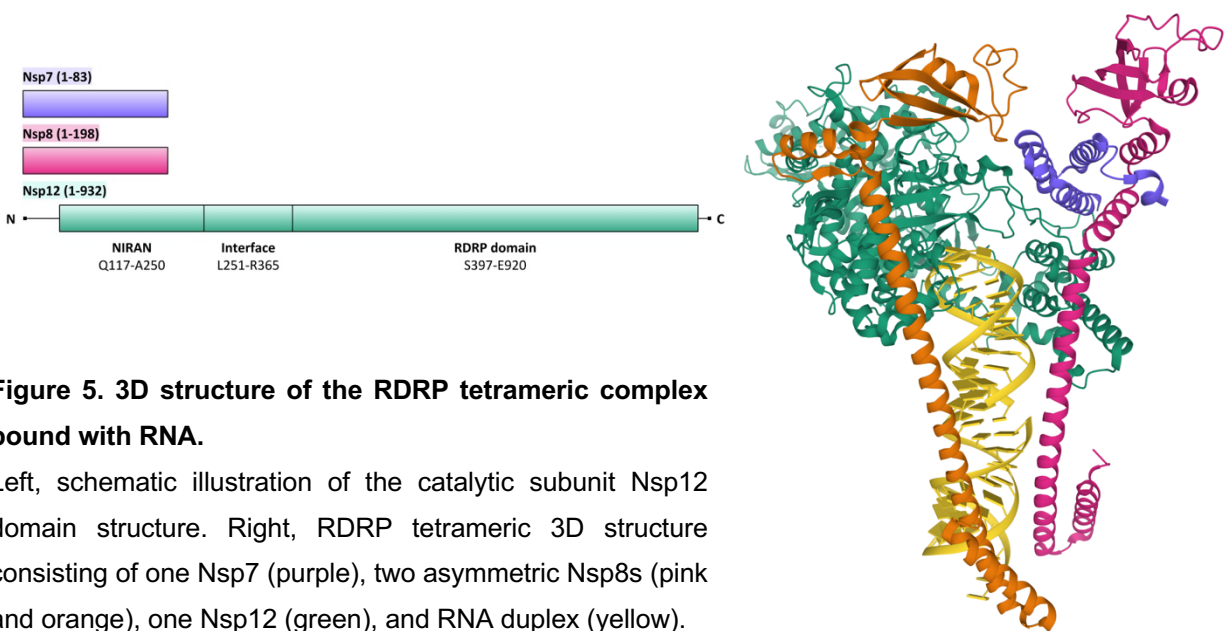 Nsp7 (1-83)
Nsp8 (1-198)
Nsp12 (1-932)
N
C
NIRAN Interface RDRP domain
Q117-A250 L251-R365 S397-E920
Figure 5. 3D structure of the RDRP tetrameric complex
bound with RNA.
Left, schematic illustration of the catalytic subunit Nsp12
domain structure. Right, RDRP tetrameric 3D structure
consisting of one Nsp7 (purple), two asymmetric Nsp8s (pink
and orange), one Nsp12 (green), and RNA duplex (yellow).